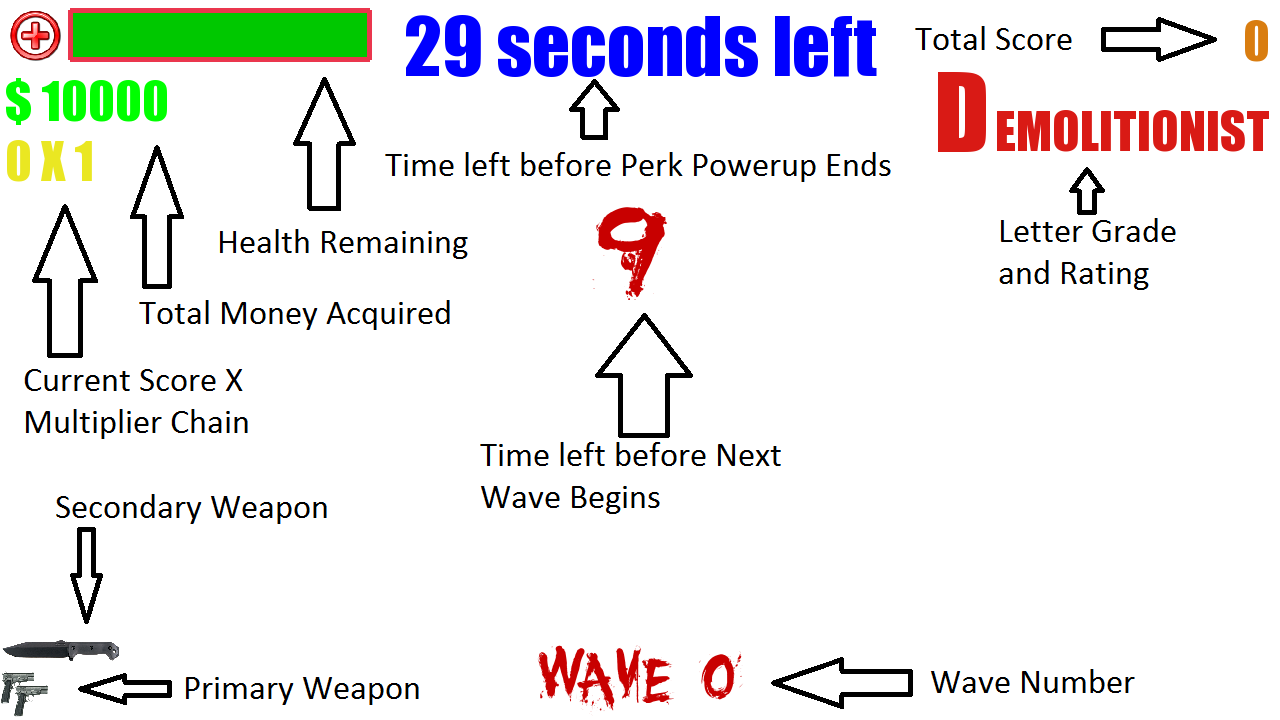 29 seconds left
Total Score
0
$ 10000
DEMOLITIONIST
0 X 1
Time left before Perk Powerup Ends
9
Letter Grade
and Rating
Health Remaining
Total Money Acquired
Current Score X
Multiplier Chain
Time left before Next
Wave Begins
Secondary Weapon
Primary Weapon
WAVE 0
Wave Number